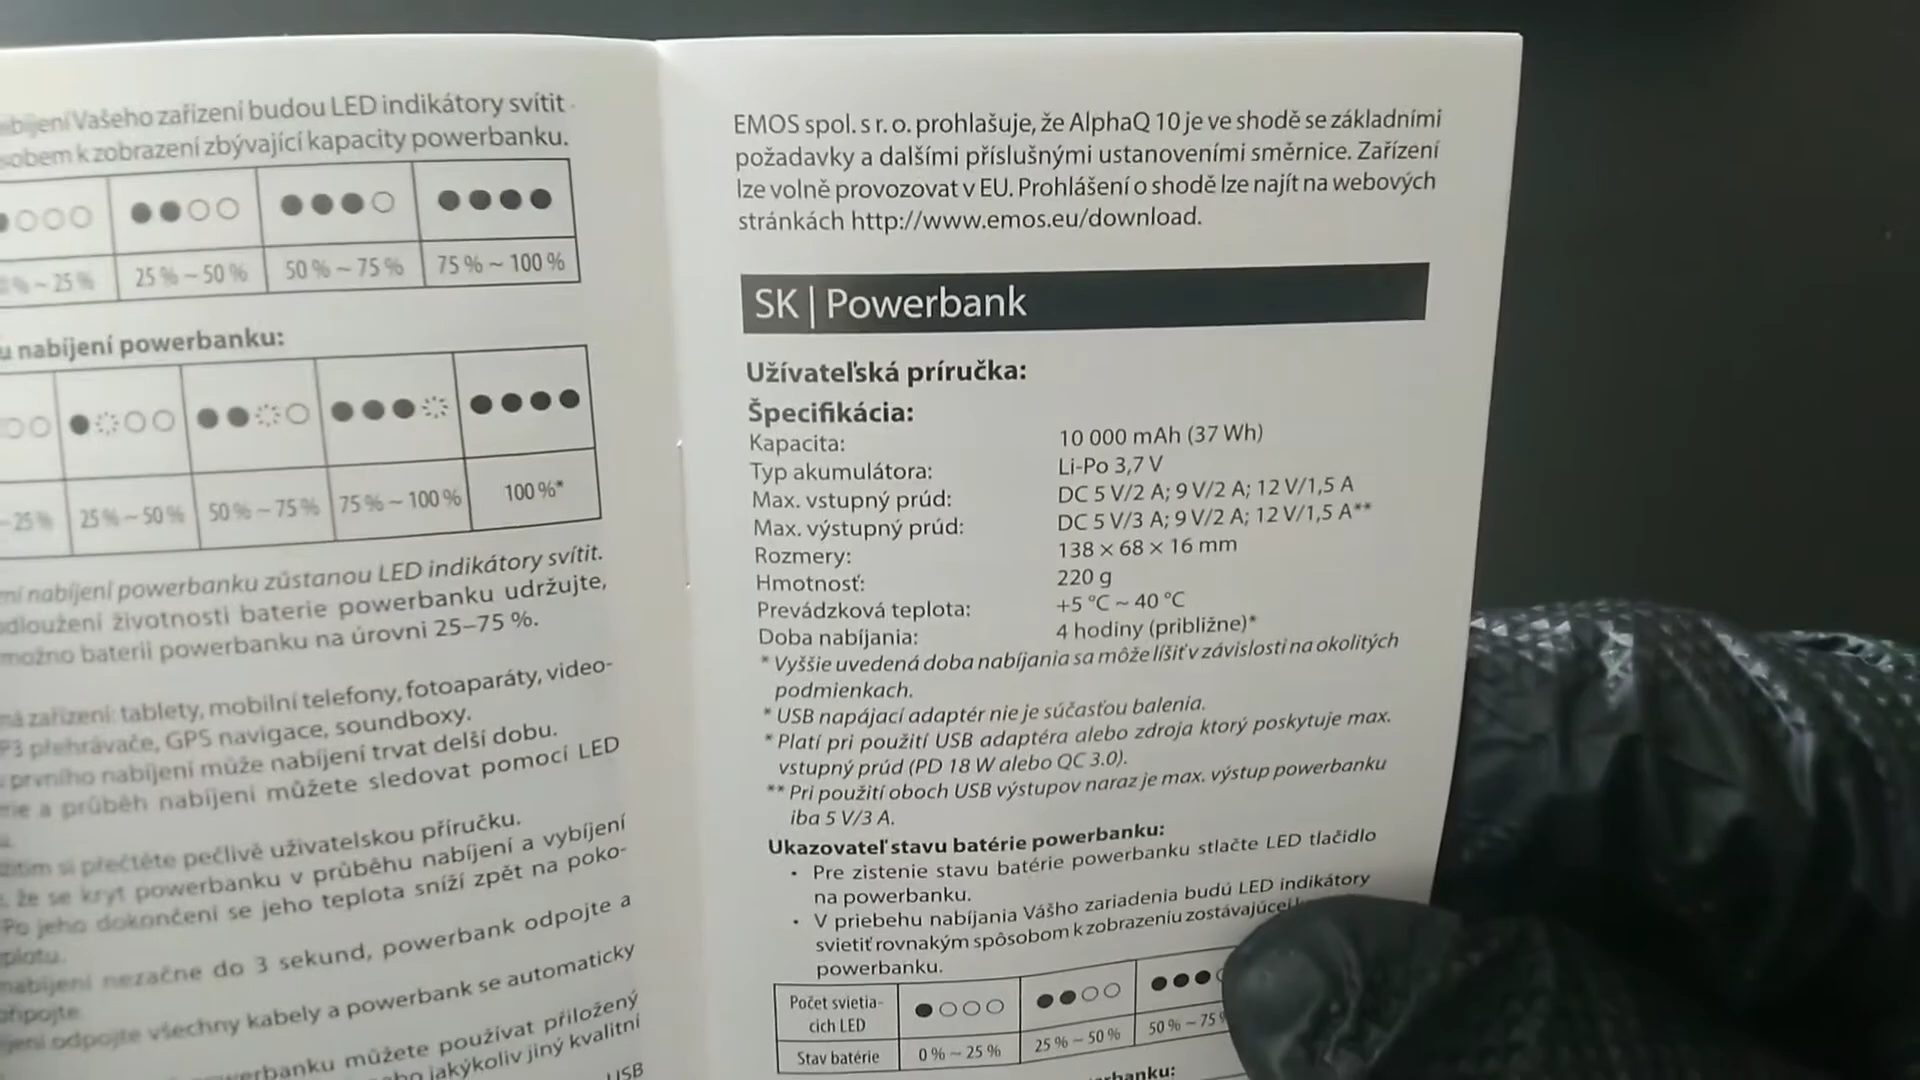 Vašeho zařízení budou LED indikátory svítit
k zobrazení zbývající kapacity powerbanku.
25 % 25 % ~ 50 % 50 % ~ 75 % 75 % ~ 100 %
nabíjení powerbanku:
25 % 25 % ~ 50 % 50 % ~ 75 % 75 % ~ 100 % 100 %*
nabíjení powerbanku zůstanou LED indikátory svítit.
životnosti baterie powerbanku udržujte,
možno baterii powerbanku na úrovni 25–75 %.
zařízení: tablety, mobilní telefony, fotoaparáty, video-
přehrávače, GPS navigace, soundboxy.
prvního nabíjení může nabíjení trvat delší dobu.
a průběh nabíjení můžete sledovat pomocí LED
si přečtěte pečlivě uživatelskou příručku.
že se kryt powerbanku v průběhu nabíjení a vybíjení
Po jeho dokončení se jeho teplota sníží zpět na poko-
nezačne do 3 sekund, powerbank odpojte a
odpojte všechny kabely a powerbank se automaticky
můžete používat přiložený
jakýkoliv jiný kvalitní
USB
EMOS spol. s r. o. prohlašuje, že AlphaQ 10 je ve shodě se základními
požadavky a dalšími příslušnými ustanoveními směrnice. Zařízení
lze volně provozovat v EU. Prohlášení o shodě lze najít na webových
stránkách http://www.emos.eu/download.
SK | Powerbank
Užívateľská príručka:
Špecifikácia:
Kapacita: 10 000 mAh (37 Wh)
Typ akumulátora: Li-Po 3,7 V
Max. vstupný prúd: DC 5 V/2 A; 9 V/2 A; 12 V/1,5 A
Max. výstupný prúd: DC 5 V/3 A; 9 V/2 A; 12 V/1,5 A**
Rozmery: 138 × 68 × 16 mm
Hmotnosť: 220 g
Prevádzková teplota: +5 °C ~ 40 °C
Doba nabíjania: 4 hodiny (približne)*
* Vyššie uvedená doba nabíjania sa môže líšiť v závislosti na okolitých
podmienkach.
* USB napájací adaptér nie je súčasťou balenia.
* Platí pri použití USB adaptéra alebo zdroja ktorý poskytuje max.
vstupný prúd (PD 18 W alebo QC 3.0).
** Pri použití oboch USB výstupov naraz je max. výstup powerbanku
iba 5 V/3 A.
Ukazovateľ stavu batérie powerbanku:
• Pre zistenie stavu batérie powerbanku stlačte LED tlačidlo
na powerbanku.
• V priebehu nabíjania Vášho zariadenia budú LED indikátory
svietiť rovnakým spôsobom k zobrazeniu zostávajúcej
powerbanku.
Počet svietia-
cich LED
Stav batérie 0 % ~ 25 % 25 % ~ 50 % 50 % ~ 75